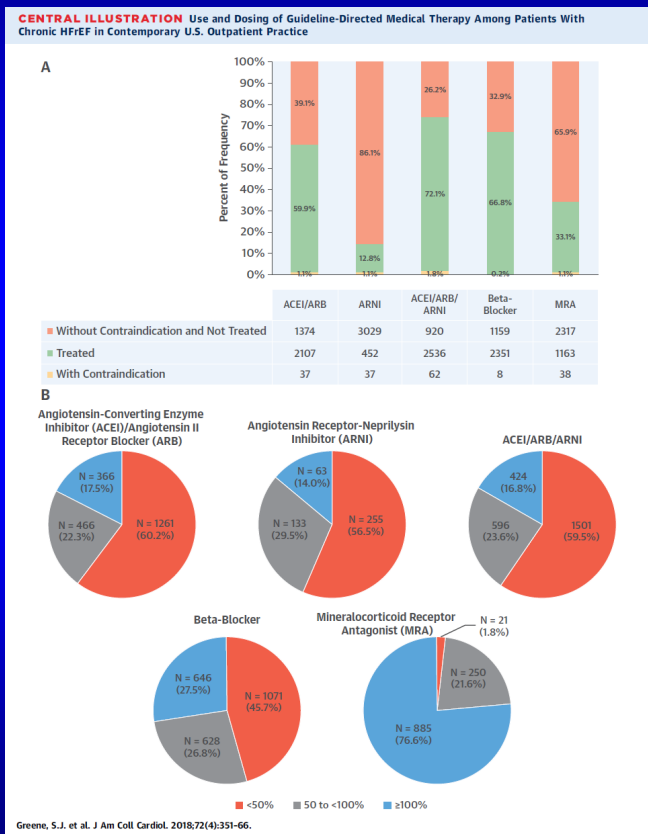 CENTRAL ILLUSTRATION Use and Dosing of Guideline-Directed Medical Therapy Among Patients With
Chronic HFrEF in Contemporary U.S. Outpatient Practice
A
Percent of Frequency
100%
90%
80%
70%
60%
50%
40%
30%
20%
10%
0%
39.1%
59.9%
1.1%
86.1%
12.8%
1.1%
26.2%
72.1%
1.8%
32.9%
66.8%
0.2%
65.9%
33.1%
1.1%
ACEI/ARB ARNI ACEI/ARB/ARNI Beta-Blocker MRA
Without Contraindication and Not Treated 1374 3029 920 1159 2317
Treated 2107 452 2536 2351 1163
With Contraindication 37 37 62 8 38
B
Angiotensin-Converting Enzyme
Inhibitor (ACEI)/Angiotensin II
Receptor Blocker (ARB)
N = 366
(17.5%)
N = 466
(22.3%)
N = 1261
(60.2%)
Angiotensin Receptor-Neprilysin
Inhibitor (ARNI)
N = 63
(14.0%)
N = 133
(29.5%)
N = 255
(56.5%)
ACEI/ARB/ARNI
424
(16.8%)
596
(23.6%)
1501
(59.5%)
Beta-Blocker
N = 646
(27.5%)
N = 628
(26.8%)
N = 1071
(45.7%)
Mineralocorticoid Receptor
Antagonist (MRA)
N = 21
(1.8%)
N = 250
(21.6%)
N = 885
(76.6%)
<50% 50 to <100% ≥100%
Greene, S.J. et al. J Am Coll Cardiol. 2018;72(4):351–66.